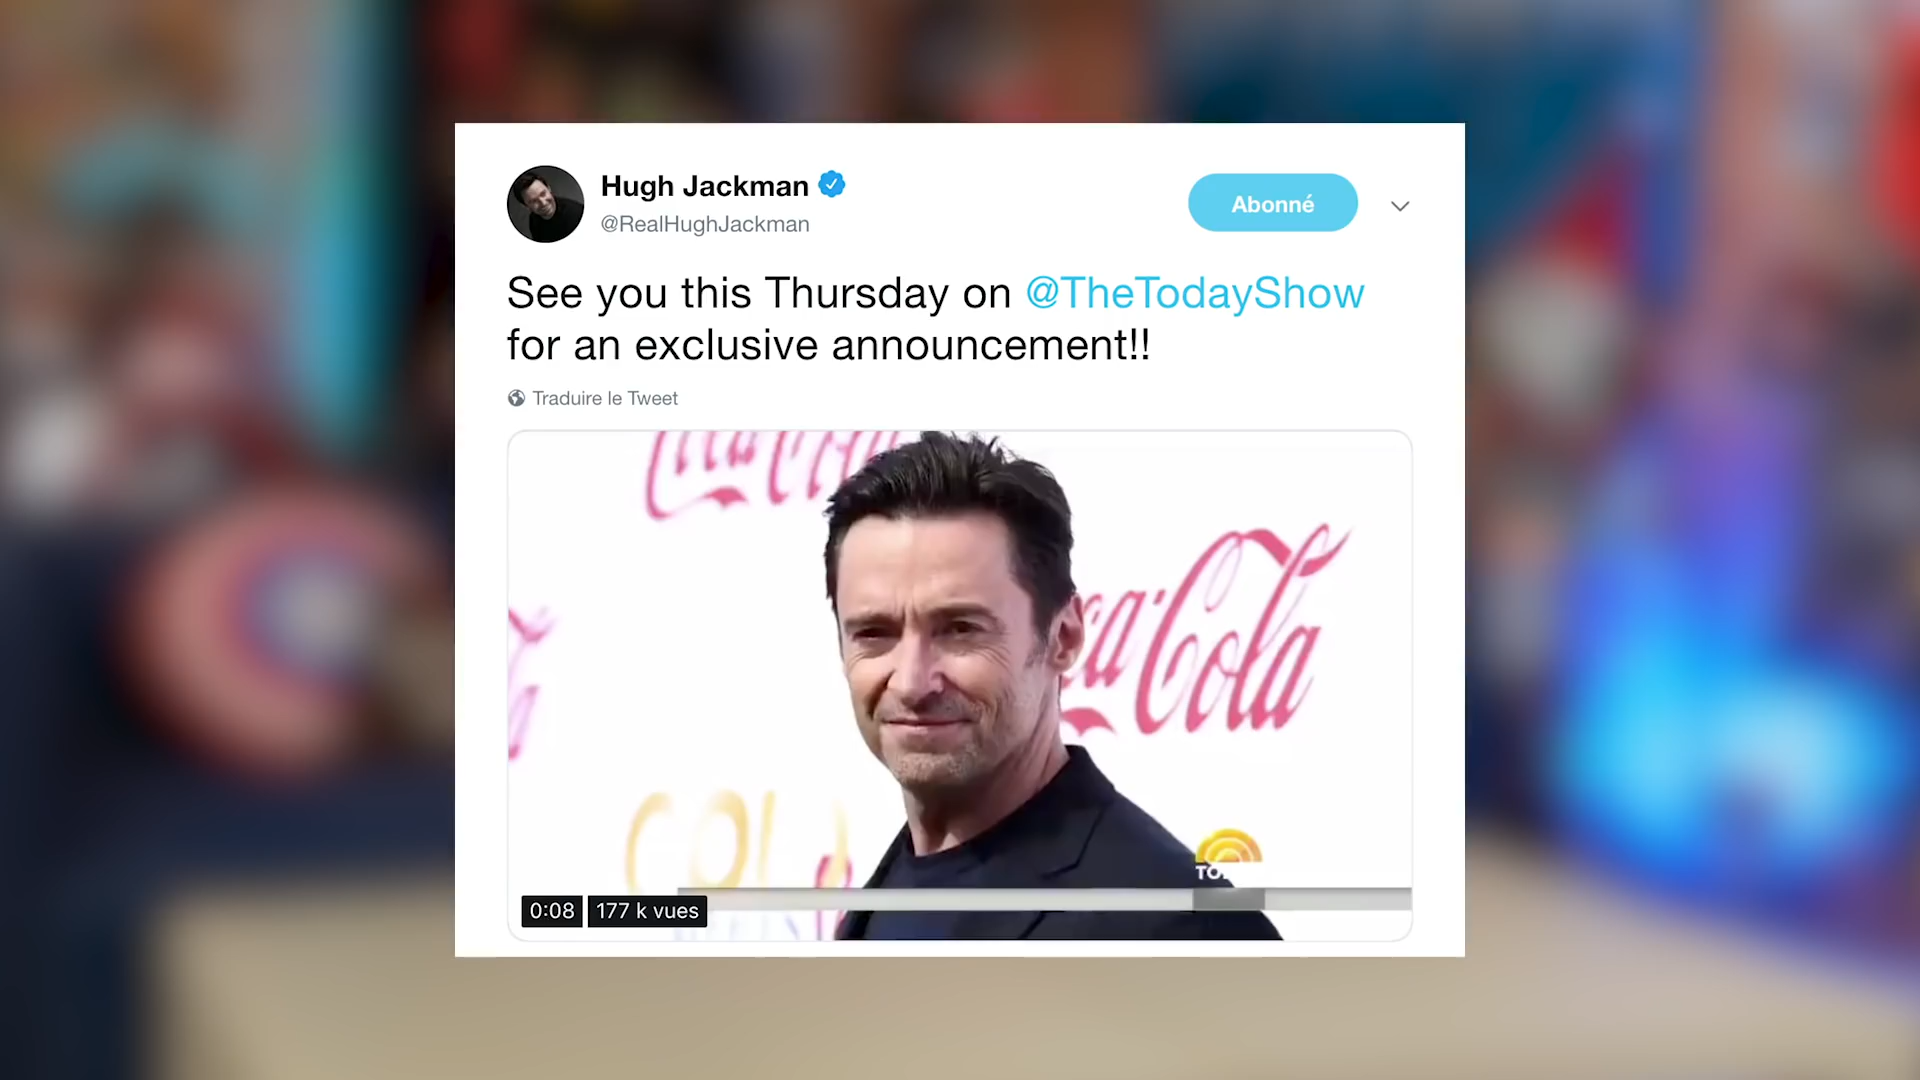 Hugh Jackman
@RealHughJackman
Abonné
See you this Thursday on @TheTodayShow
for an exclusive announcement!!
Traduire le Tweet
Coca-Cola
0:08
177 k vues